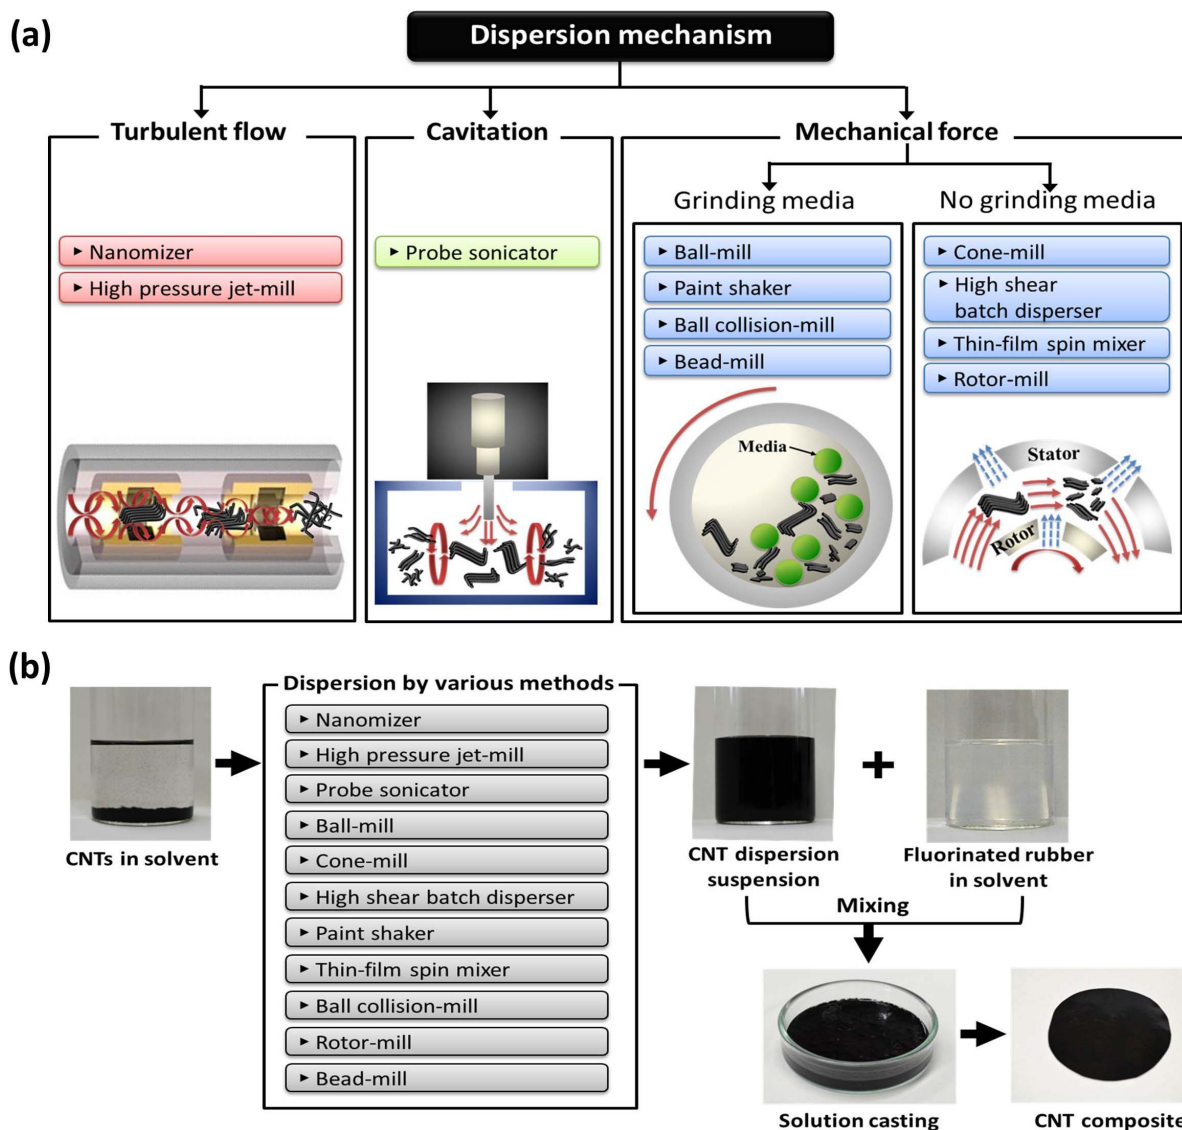 (a)
Dispersion mechanism
Turbulent flow
▸ Nanomizer
▸ High pressure jet-mill
Cavitation
▸ Probe sonicator
Mechanical force
Grinding media
▸ Ball-mill
▸ Paint shaker
▸ Ball collision-mill
▸ Bead-mill
Media
No grinding media
▸ Cone-mill
▸ High shear
batch disperser
▸ Thin-film spin mixer
▸ Rotor-mill
Stator
Rotor
(b)
CNTs in solvent
Dispersion by various methods
▸ Nanomizer
▸ High pressure jet-mill
▸ Probe sonicator
▸ Ball-mill
▸ Cone-mill
▸ High shear batch disperser
▸ Paint shaker
▸ Thin-film spin mixer
▸ Ball collision-mill
▸ Rotor-mill
▸ Bead-mill
CNT dispersion
suspension
+
Fluorinated rubber
in solvent
Mixing
Solution casting
CNT composite